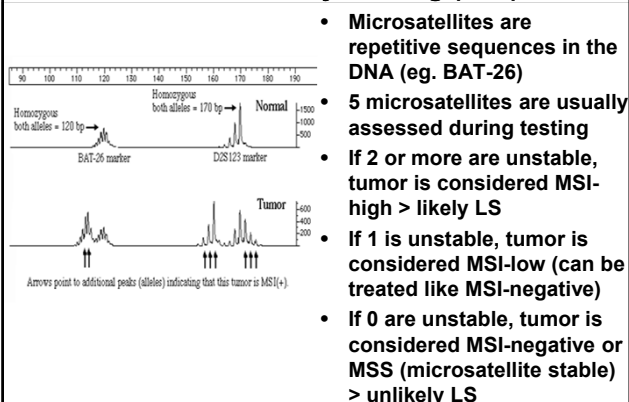 90 100 110 120 130 140 150 160 170 180 190
Homozygous
both alleles = 120 bp
Homozygous
both alleles = 170 bp
Normal
1500
1000
500
BAT-26 marker
D2S123 marker
Tumor
600
400
200
Arrows point to additional peaks (alleles) indicating that this tumor is MSI(+).
• Microsatellites are
repetitive sequences in the
DNA (eg. BAT-26)
• 5 microsatellites are usually
assessed during testing
• If 2 or more are unstable,
tumor is considered MSI-
high > likely LS
• If 1 is unstable, tumor is
considered MSI-low (can be
treated like MSI-negative)
• If 0 are unstable, tumor is
considered MSI-negative or
MSS (microsatellite stable)
> unlikely LS